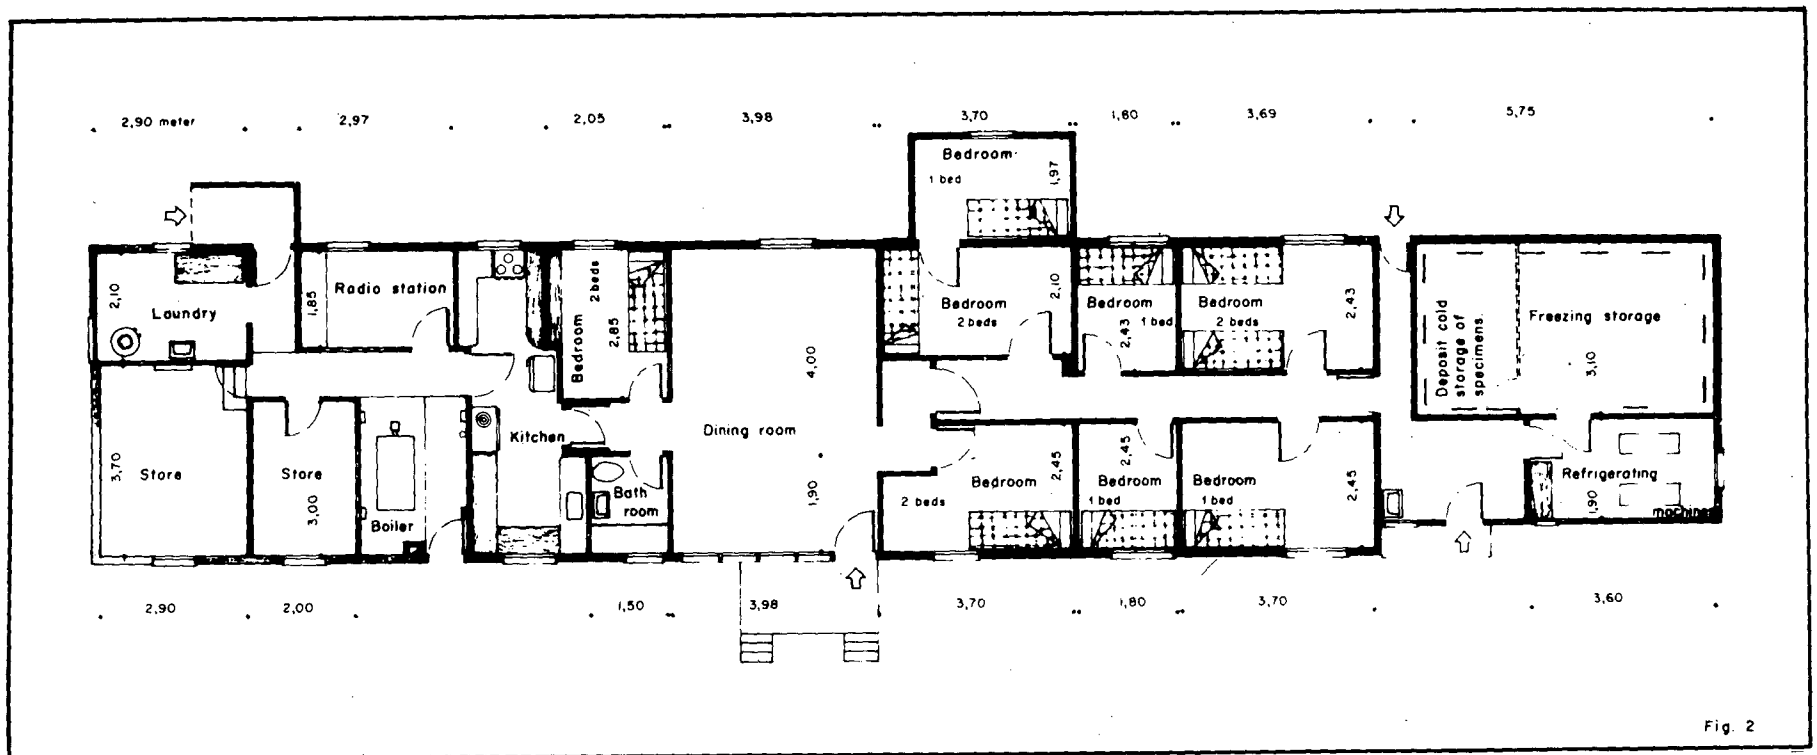 2,90 meter
2,97
2,05
3,98
3,70
1,80
3,69
5,75
Bedroom
1 bed
1,97
2,10
Laundry
1,85
Radio station
2 beds
2,85
Bedroom
4,00
Bedroom
2 beds
2,10
Bedroom
1 bed
2,43
Bedroom
2 beds
2,43
Deposit cold
storage of
specimens.
Freezing storage
3,10
3,70
Store
Store
3,00
Boiler
Kitchen
Bath
room
Dining room
1,90
2 beds
Bedroom
2,45
2,45
Bedroom
1 bed
Bedroom
1 bed
2,45
Refrigerating
1,90
machines
2,90
2,00
1,50
3,98
3,70
1,80
3,70
3,60
Fig. 2